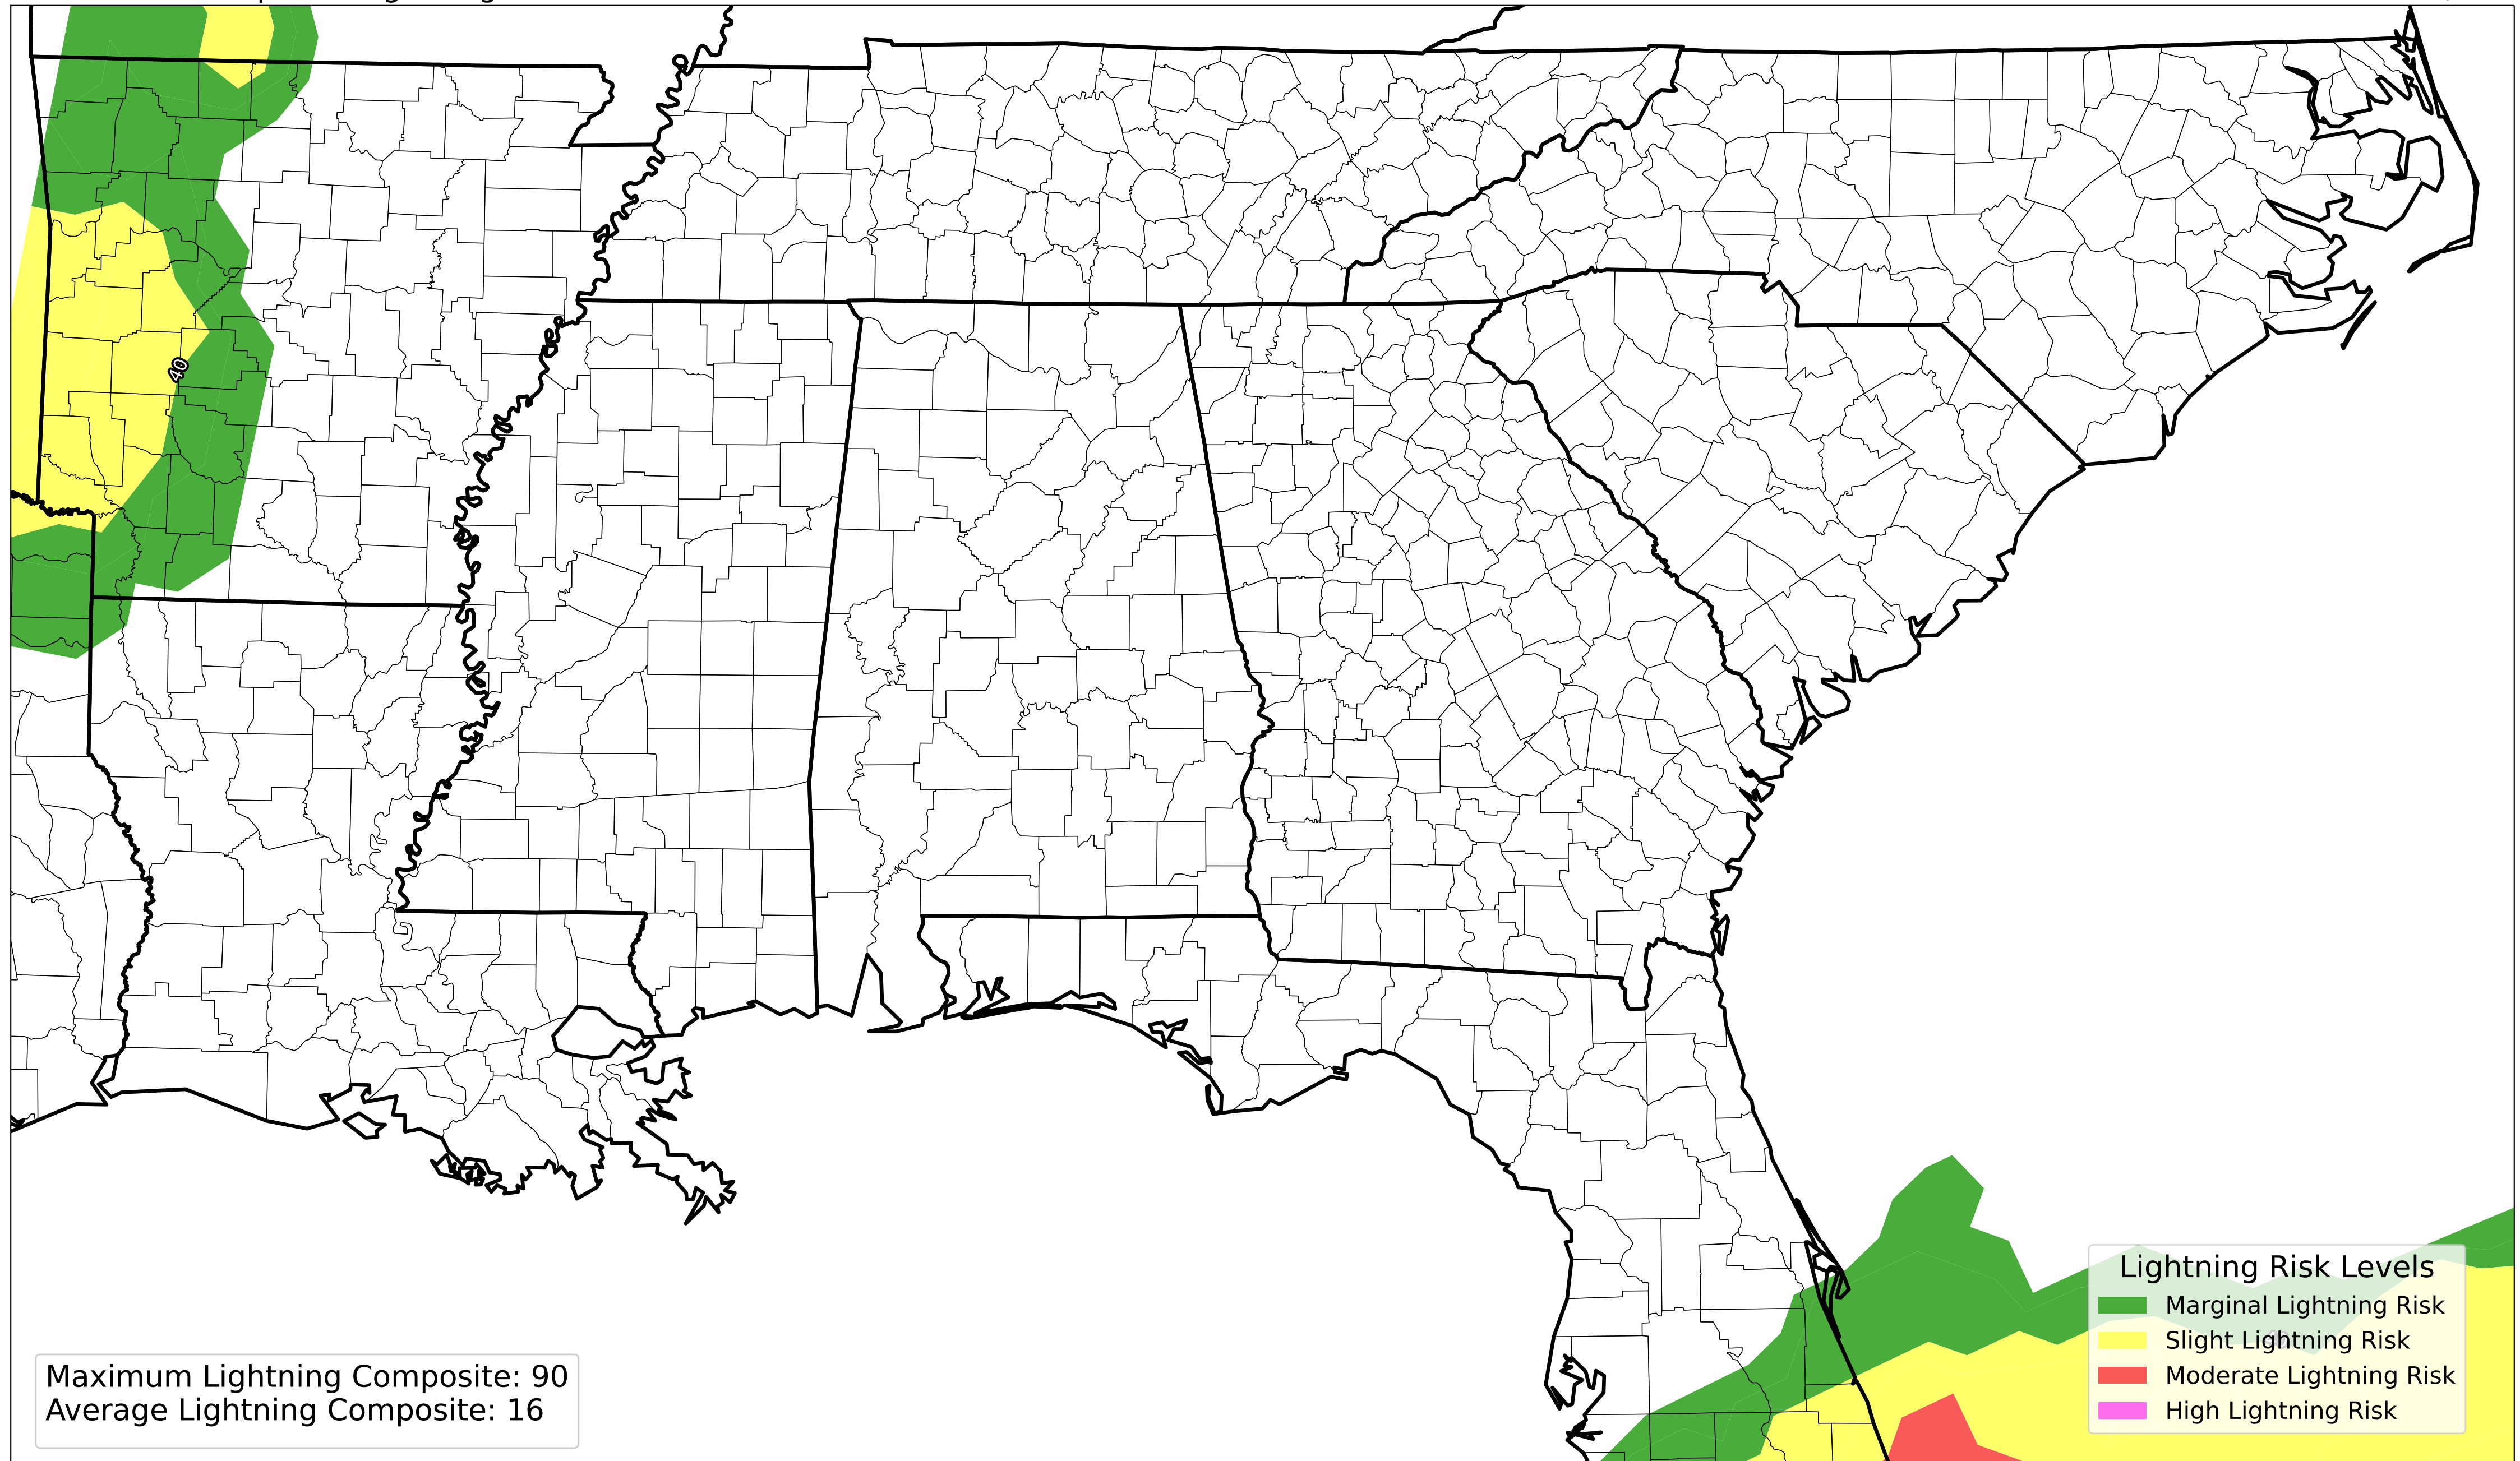 40
Maximum Lightning Composite: 90
Average Lightning Composite: 16
Lightning Risk Levels
Marginal Lightning Risk
Slight Lightning Risk
Moderate Lightning Risk
High Lightning Risk